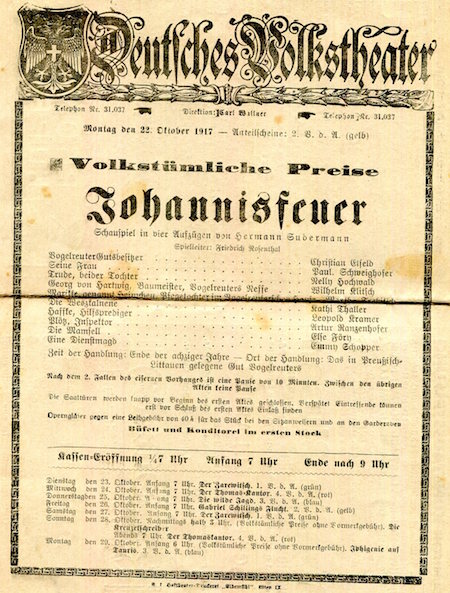 Deutsches Volkstheater
Telephon Nr. 31.037 Direktion: Karl Wallner Telephon Nr. 31.037
Montag den 22. Oktober 1917 — Anteilscheine: 2. V. d. A. (gelb)
Volkstümliche Preise
Johannisfeuer
Schauspiel in vier Aufzügen von Hermann Sudermann
Spielleiter: Friedrich Rosenthal
Vogelreuter Gutsbesitzer Christian Eisfeld
Seine Frau Paul. Schweighofer
Trude, beider Tochter Nelly Hochwald
Georg von Hartwig, Baumeister, Vogelreuters Neffe Wilhelm Klitsch
Marikke genannt
Die Weszkalnene Kathi Thaller
Haffke, Hilfsprediger Leopold Kramer
Plötz, Inspektor Artur Ranzenhofer
Die Mamsell Else Föry
Eine Dienstmagd Emmy Schopper
Zeit der Handlung: Ende der achziger Jahre — Ort der Handlung: Das in Preußisch-
Littauen gelegene Gut Vogelreuters
Nach dem 2. Fallen des eisernen Vorhanges ist eine Pause von 10 Minuten. Zwischen den übrigen
Akten keine Pause
Die Saaltüren werden knapp vor Beginn des ersten Aktes geschlossen. Verspätet Eintreffende können
erst vor Schluß des ersten Aktes Einlaß finden
Operngläser gegen eine Leihgebühr von 60 h für das Stück bei den Sitzanweisern und an den Garderoben
Büfett und Konditorei im ersten Stock
Kassen-Eröffnung ½7 Uhr Anfang 7 Uhr Ende nach 9 Uhr
Dienstag den 23. Oktober. Anfang 7 Uhr. Der Zarewitsch. 1. V. d. A. (grün)
Mittwoch den 24. Oktober. Anfang 7 Uhr. Der Thomas-Kantor. 4. V. d. A. (rot)
Donnerstag den 25. Oktober. Anfang 7 Uhr. Die wilde Jagd. 3. V. d. A. (blau)
Freitag den 26. Oktober. Anfang 7 Uhr. Gabriel Schillings Flucht. 2. V. d. A. (gelb)
Samstag den 27. Oktober. Anfang 7 Uhr. Der Zarewitsch. 1. V. d. A. (grün)
Sonntag den 28. Oktober. Nachmittags halb 3 Uhr. (Volkstümliche Preise ohne Vormerkgebühr). Die
Kreuzelschreiber
Abends 7 Uhr. Der Thomaskantor. 4. V. d. A. (rot)
Montag den 29. Oktober. Anfang 7 Uhr (Volkstümliche Preise ohne Vormerkgebühr). Iphigenie auf
Tauris. 3. V. d. A. (blau)
K. k. Hoftheater-Druckerei „Elbemühl“, Wien IX